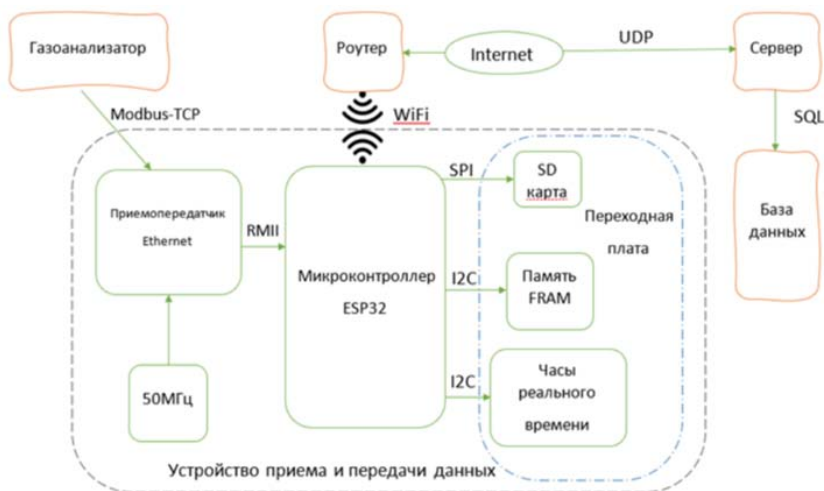 Газоанализатор
Роутер
Internet
UDP
Сервер
Modbus-TCP
WiFi
SQL
SPI
SD
карта
Приемопередатчик
Ethernet
RMII
Переходная
плата
База
данных
Микроконтроллер
ESP32
I2C
Память
FRAM
50МГц
I2C
Часы
реального
времени
Устройство приема и передачи данных